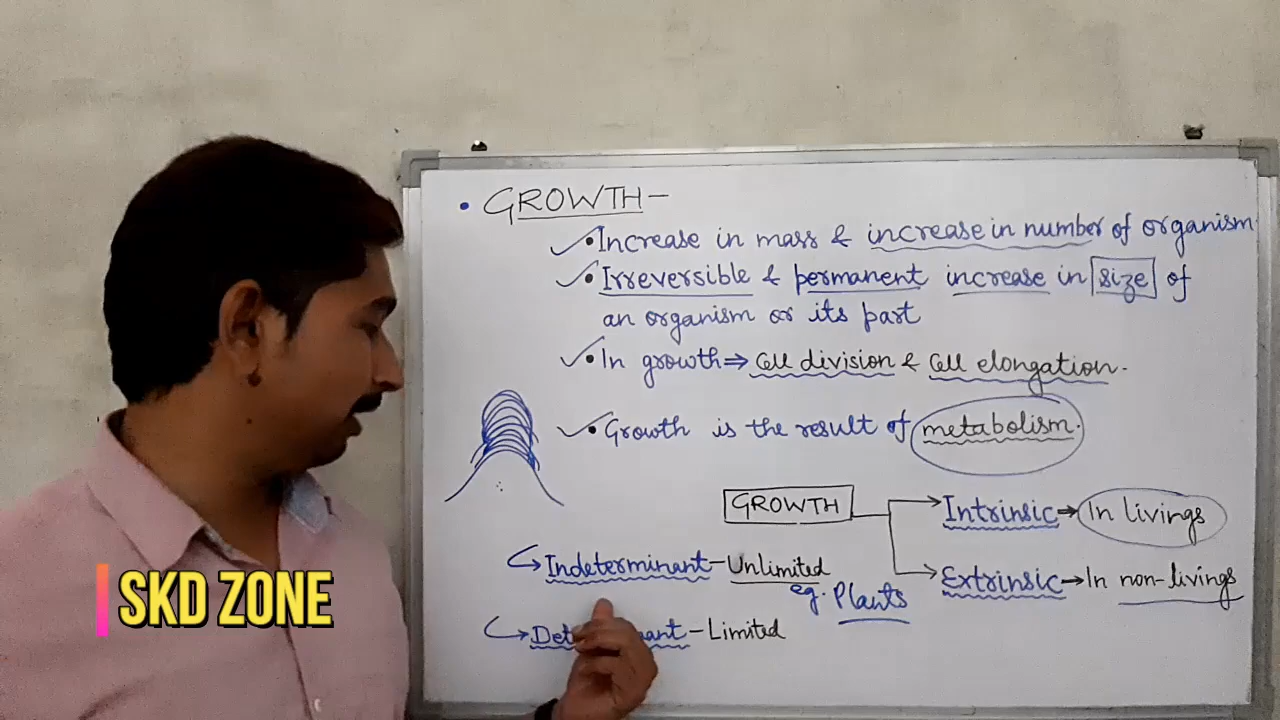 • GROWTH-
• Increase in mass & increase in number of organism.
• Irreversible & permanent increase in size of
an organism or its part
• In growth ⇒ Cell division & Cell elongation.
• Growth is the result of metabolism.
GROWTH
Intrinsic → In livings
Extrinsic → In non-livings
Indeterminant - Unlimited
eg. Plants
- Limited
SKD ZONE